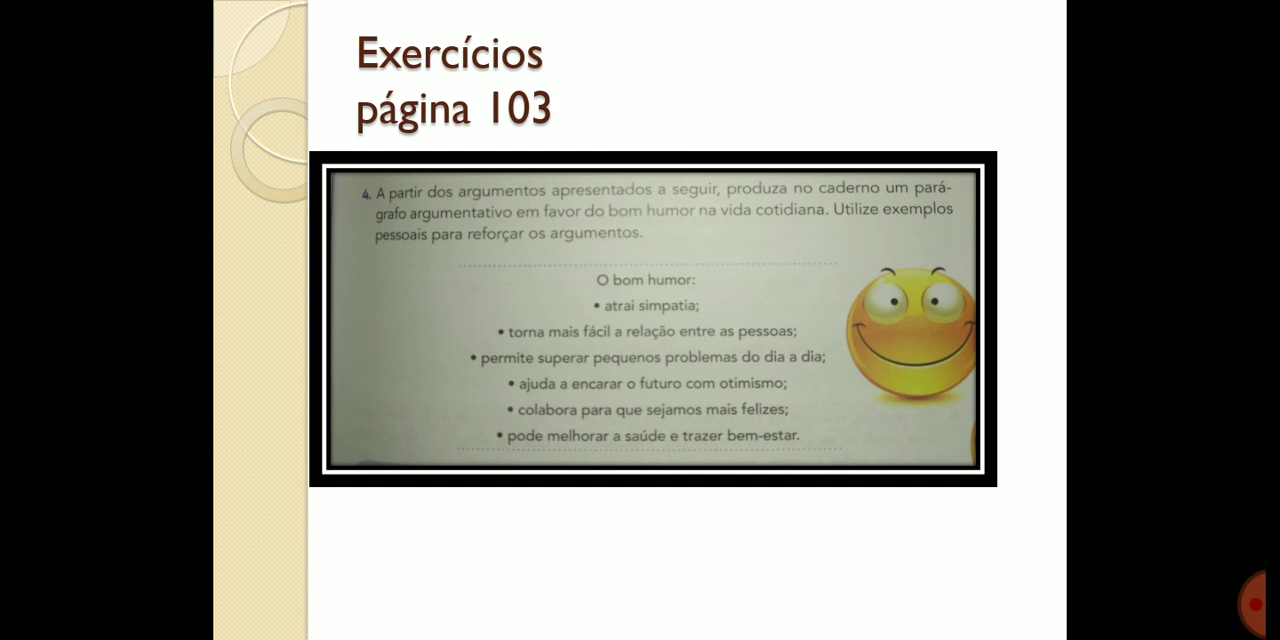 Exercícios
página 103
4. A partir dos argumentos apresentados a seguir, produza no caderno um pará-
grafo argumentativo em favor do bom humor na vida cotidiana. Utilize exemplos
pessoais para reforçar os argumentos.
O bom humor:
• atrai simpatia;
• torna mais fácil a relação entre as pessoas;
• permite superar pequenos problemas do dia a dia;
• ajuda a encarar o futuro com otimismo;
• colabora para que sejamos mais felizes;
• pode melhorar a saúde e trazer bem-estar.